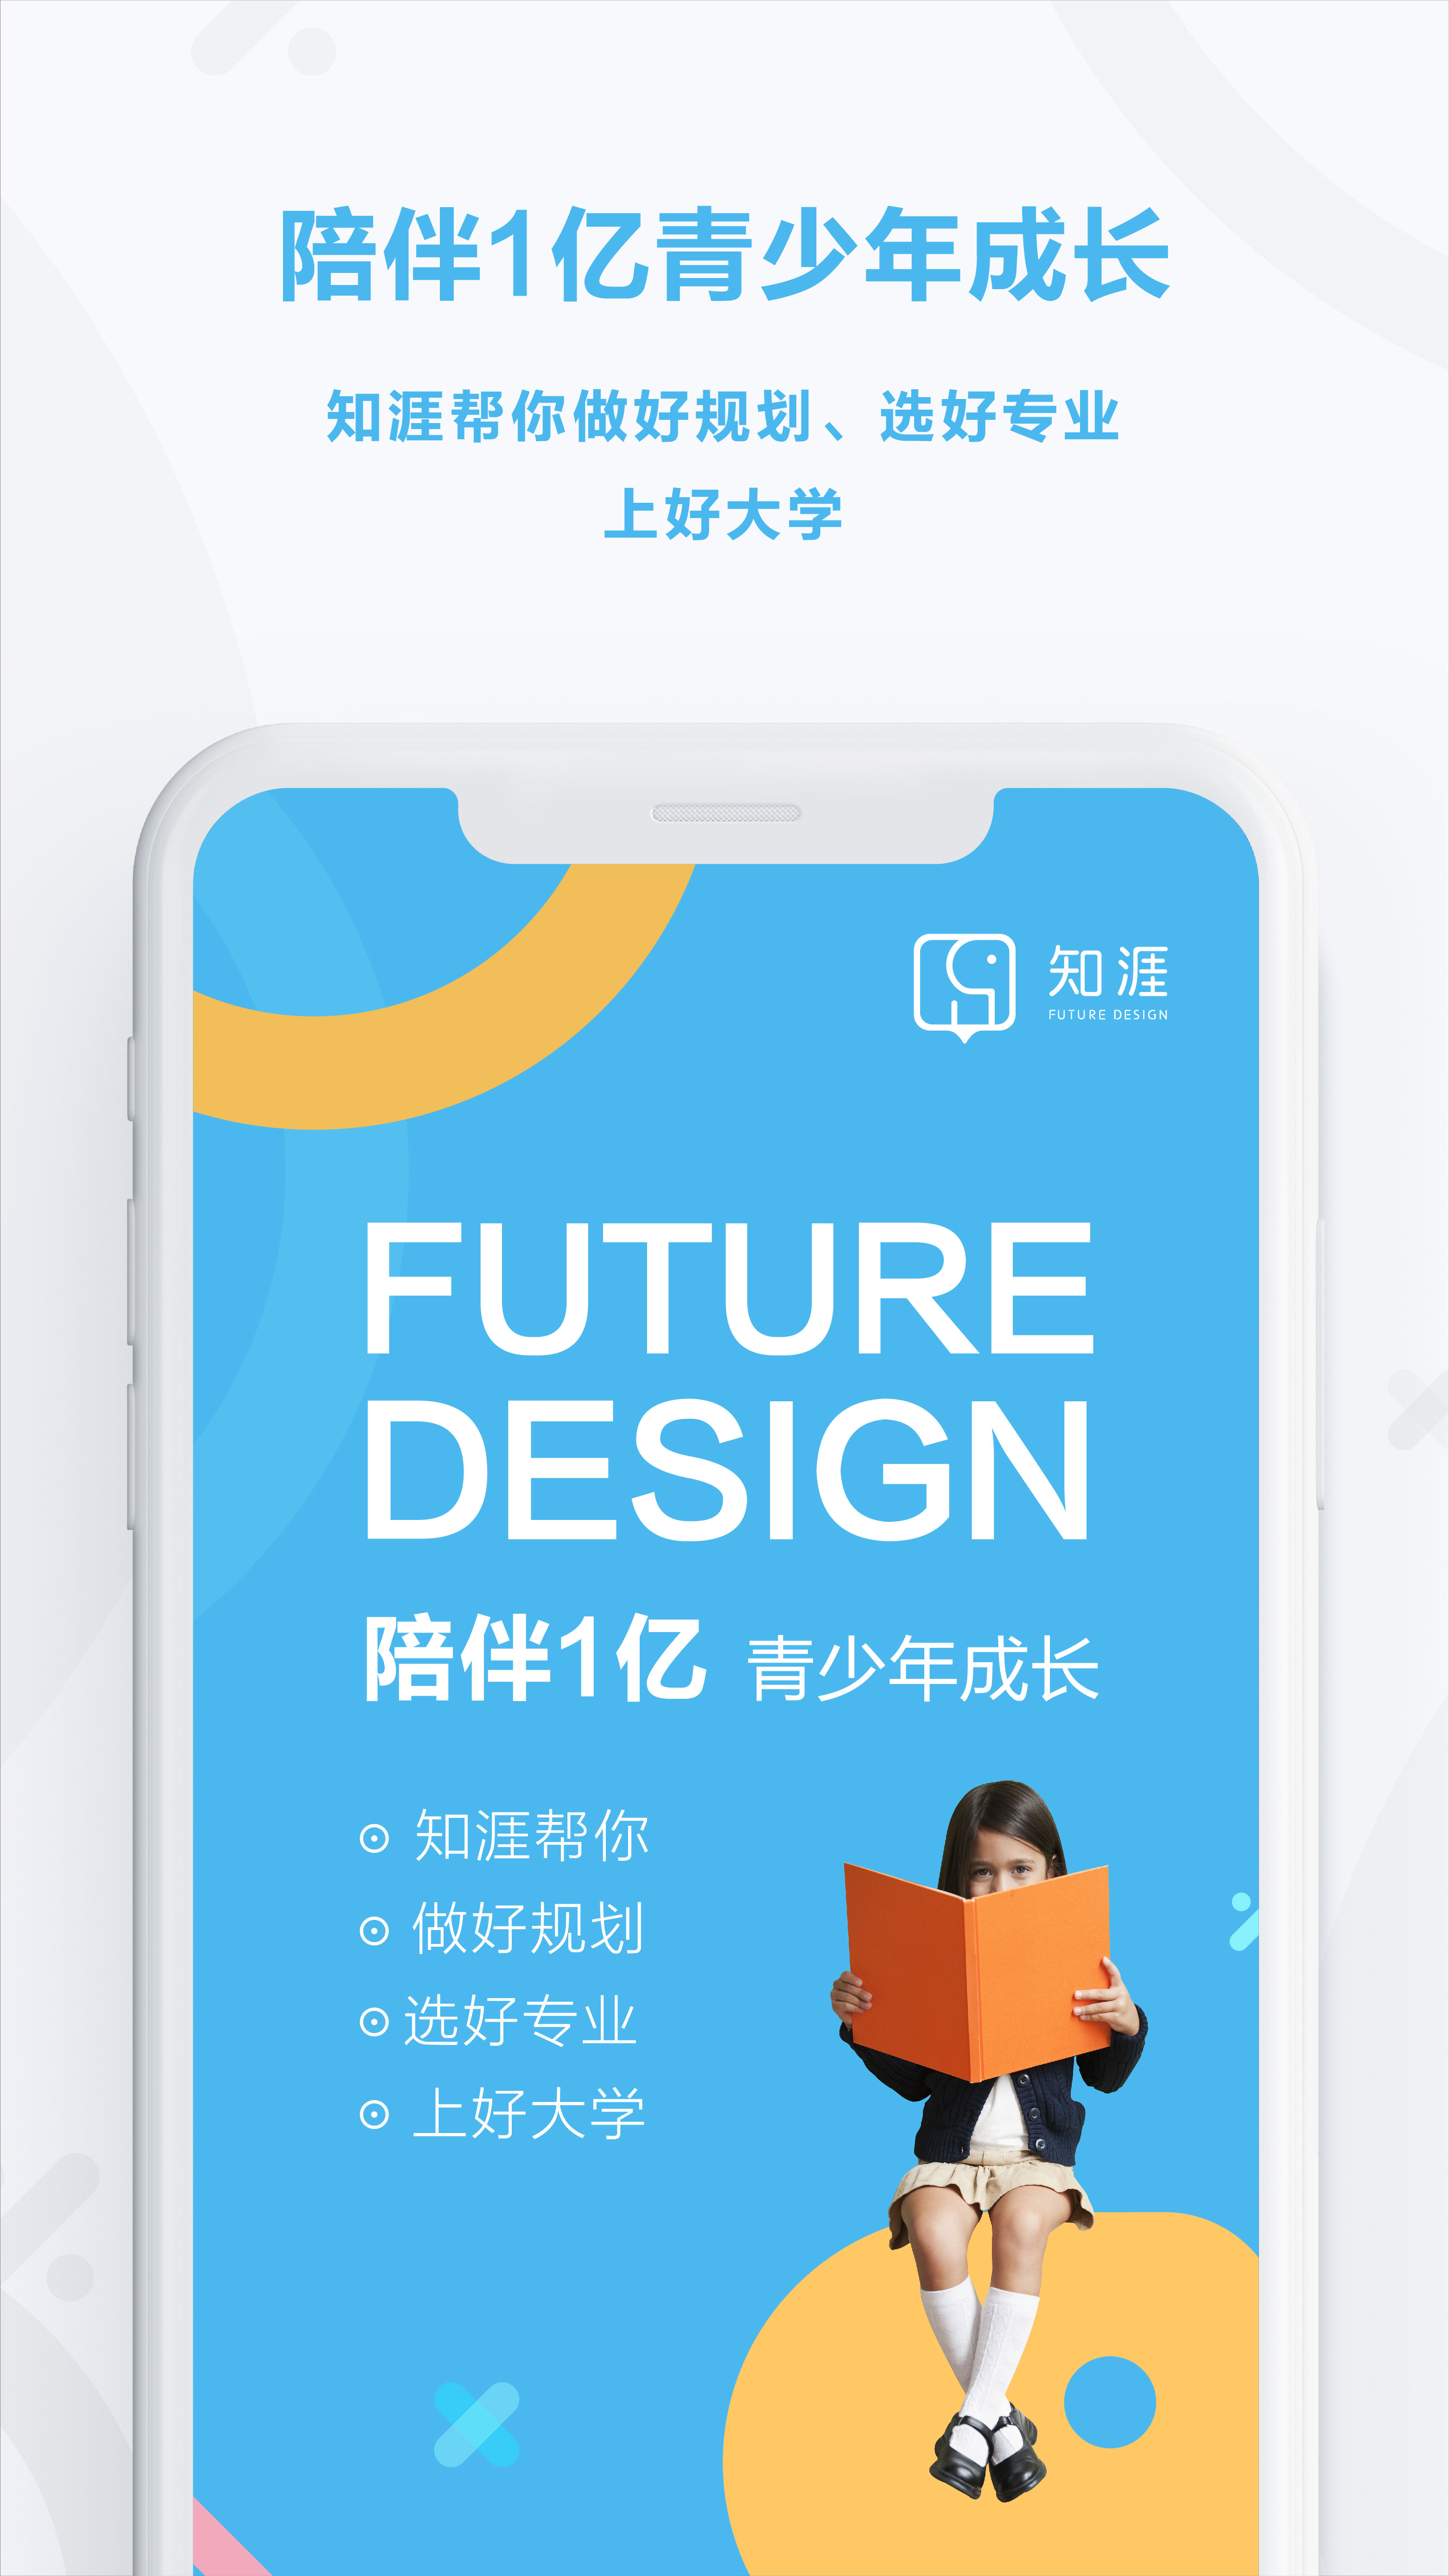 陪伴1亿青少年成长
知涯帮你做好规划、选好专业
上好大学
知涯
FUTURE DESIGN
FUTURE
DESIGN
陪伴1亿 青少年成长
知涯帮你
做好规划
选好专业
上好大学